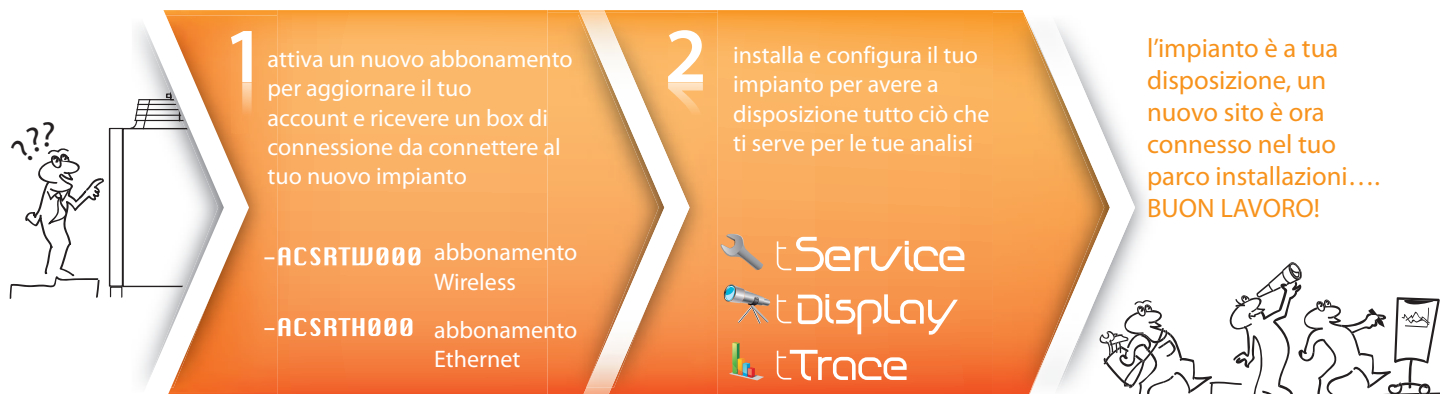 ???
1
attiva un nuovo abbonamento
per aggiornare il tuo
account e ricevere un box di
connessione da connettere al
tuo nuovo impianto
-ACSRTW000 abbonamento
Wireless
-ACSRTH000 abbonamento
Ethernet
2
installa e configura il tuo
impianto per avere a
disposizione tutto ciò che
ti serve per le tue analisi
tService
tDisplay
tTrace
l'impianto è a tua
disposizione, un
nuovo sito è ora
connesso nel tuo
parco installazioni....
BUON LAVORO!